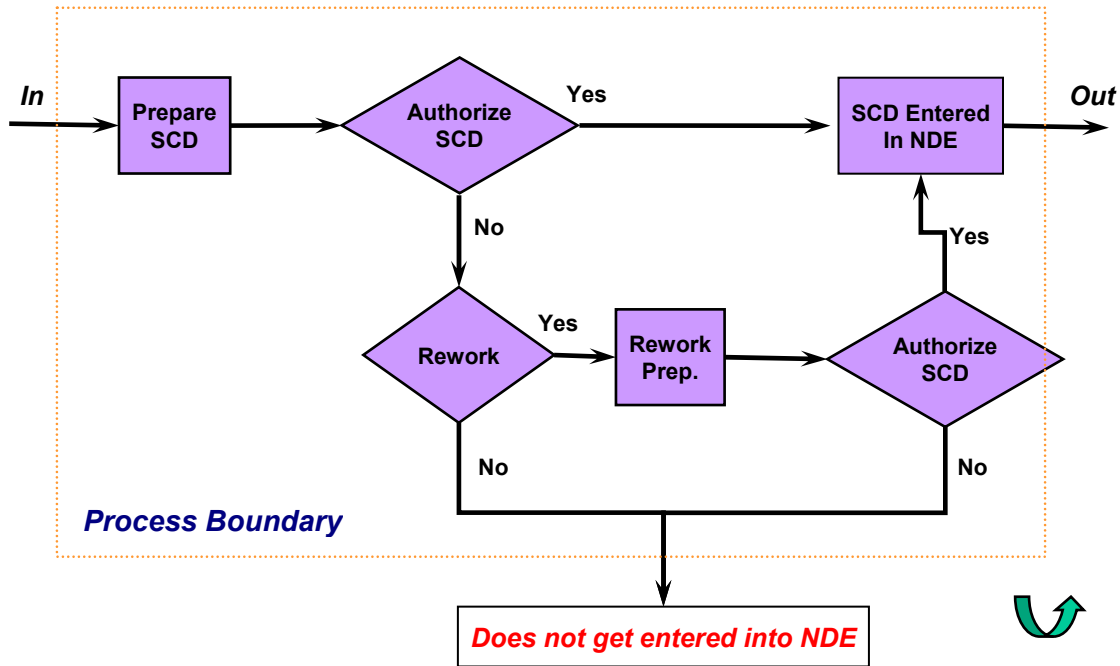 In
Prepare
SCD
Authorize
SCD
Yes
SCD Entered
In NDE
Out
No
Yes
Rework
Yes
Rework
Prep.
Authorize
SCD
No
No
Process Boundary
Does not get entered into NDE